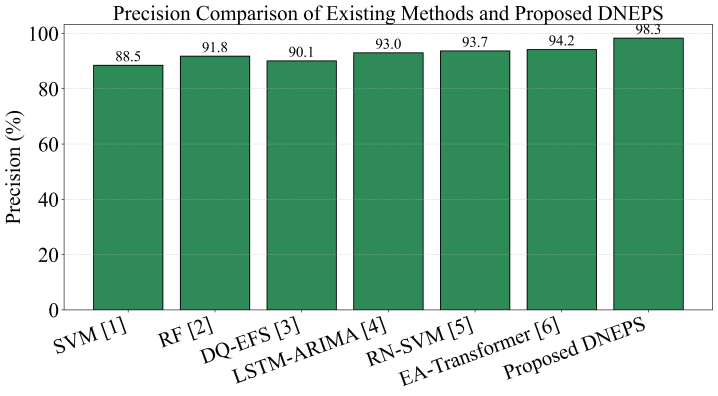 Precision Comparison of Existing Methods and Proposed DNEPS
Precision (%)
100
80
60
40
20
0
88.5
91.8
90.1
93.0
93.7
94.2
98.3
SVM [1]
RF [2]
DQ-EFS [3]
LSTM-ARIMA [4]
RN-SVM [5]
EA-Transformer [6]
Proposed DNEPS